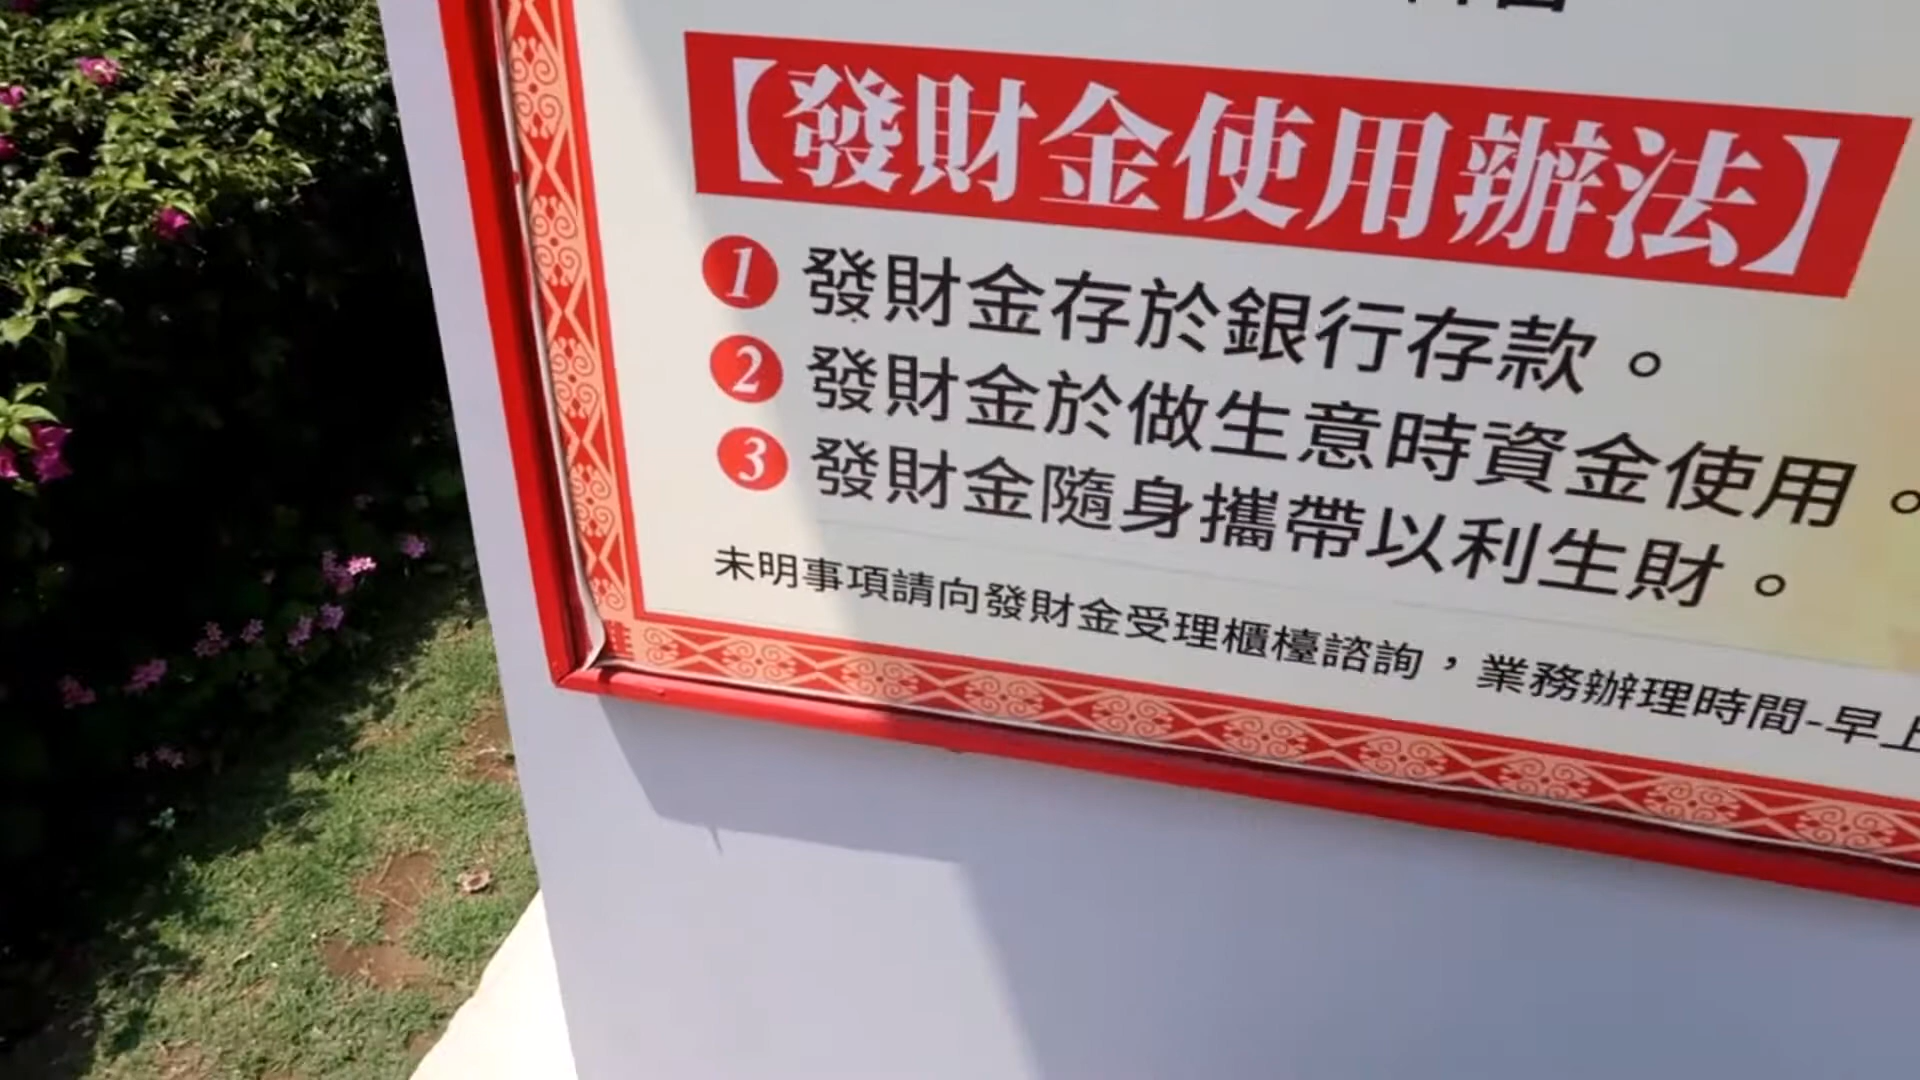 【發財金使用辦法】
1 發財金存於銀行存款。
2 發財金於做生意時資金使用。
3 發財金隨身攜帶以利生財。
未明事項請向發財金受理櫃檯諮詢，業務辦理時間-早上